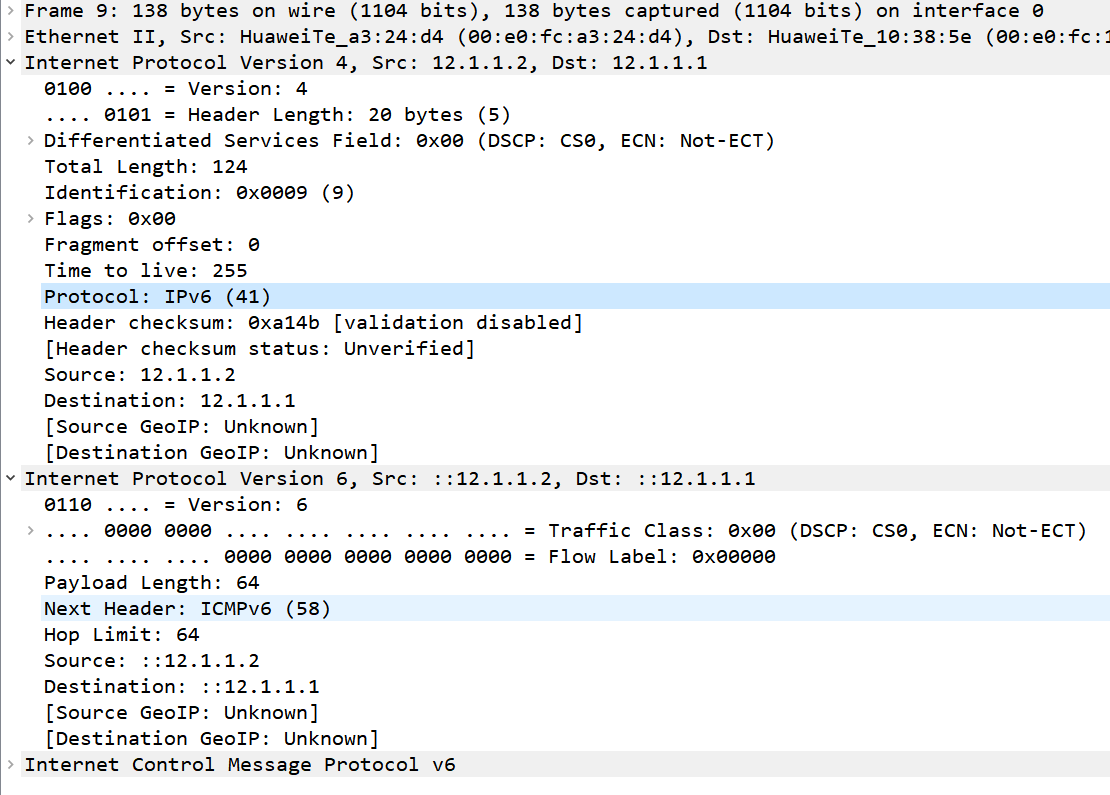 Frame 9: 138 bytes on wire (1104 bits), 138 bytes captured (1104 bits) on interface 0
Ethernet II, Src: HuaweiTe_a3:24:d4 (00:e0:fc:a3:24:d4), Dst: HuaweiTe_10:38:5e (00:e0:fc:1
Internet Protocol Version 4, Src: 12.1.1.2, Dst: 12.1.1.1
0100 .... = Version: 4
.... 0101 = Header Length: 20 bytes (5)
Differentiated Services Field: 0x00 (DSCP: CS0, ECN: Not-ECT)
Total Length: 124
Identification: 0x0009 (9)
Flags: 0x00
Fragment offset: 0
Time to live: 255
Protocol: IPv6 (41)
Header checksum: 0xa14b [validation disabled]
[Header checksum status: Unverified]
Source: 12.1.1.2
Destination: 12.1.1.1
[Source GeoIP: Unknown]
[Destination GeoIP: Unknown]
Internet Protocol Version 6, Src: ::12.1.1.2, Dst: ::12.1.1.1
0110 .... = Version: 6
.... 0000 0000 .... .... .... .... .... = Traffic Class: 0x00 (DSCP: CS0, ECN: Not-ECT)
.... .... .... 0000 0000 0000 0000 0000 = Flow Label: 0x00000
Payload Length: 64
Next Header: ICMPv6 (58)
Hop Limit: 64
Source: ::12.1.1.2
Destination: ::12.1.1.1
[Source GeoIP: Unknown]
[Destination GeoIP: Unknown]
Internet Control Message Protocol v6